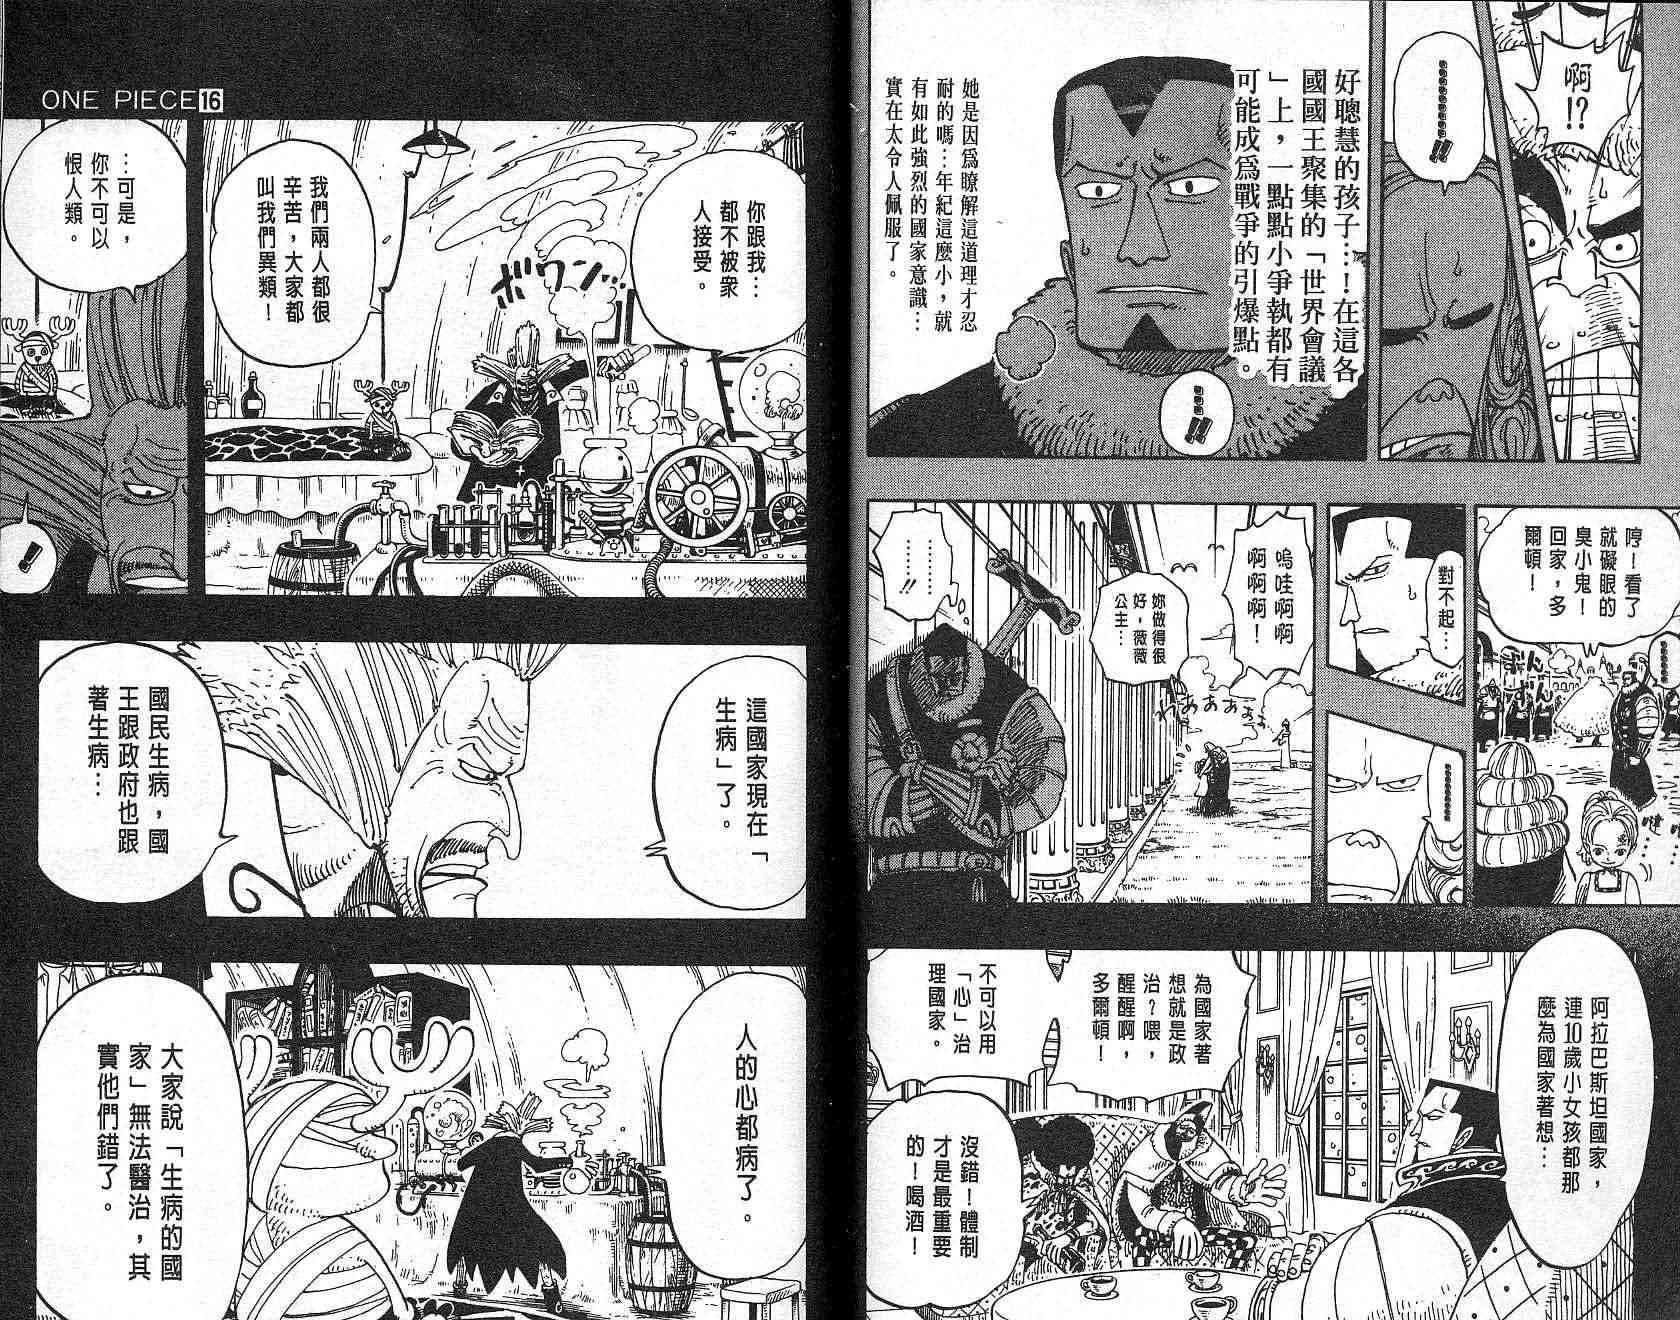 啊!?
………!!
好聰慧的孩子…!在這各
國國王聚集的「世界會議
」上,一點點小爭執都有
可能成為戰爭的引爆點。
她是因為瞭解這道理才忍
耐的嗎…年紀這麼小,就
有如此強烈的國家意識…
實在太令人佩服了。
…!!
哼!看了
就礙眼的
臭小鬼!
回家,多
爾頓!
對不起…
嗚哇啊啊
啊啊啊!
妳做得很
好,薇薇
公主…
わあぁあぁぁ
………!!
阿拉巴斯坦國家,
連10歲小女孩都那
麼為國家著想…
為國家著
想就是政
治?喂,
醒醒啊,
多爾頓!
不可以用
「心」治
理國家。
沒錯!體制
才是最重要
的!喝酒!
ONE PIECE 16
你跟我…
都不被衆
人接受。
ボワンッ
我們兩人都很
辛苦,大家都
叫我們異類!
…可是,
你不可以
恨人類。
!!
這國家現在「
生病」了。
國民生病,國
王跟政府也跟
著生病…
人的心都病了。
大家說「生病的國
家」無法醫治,其
實他們錯了。